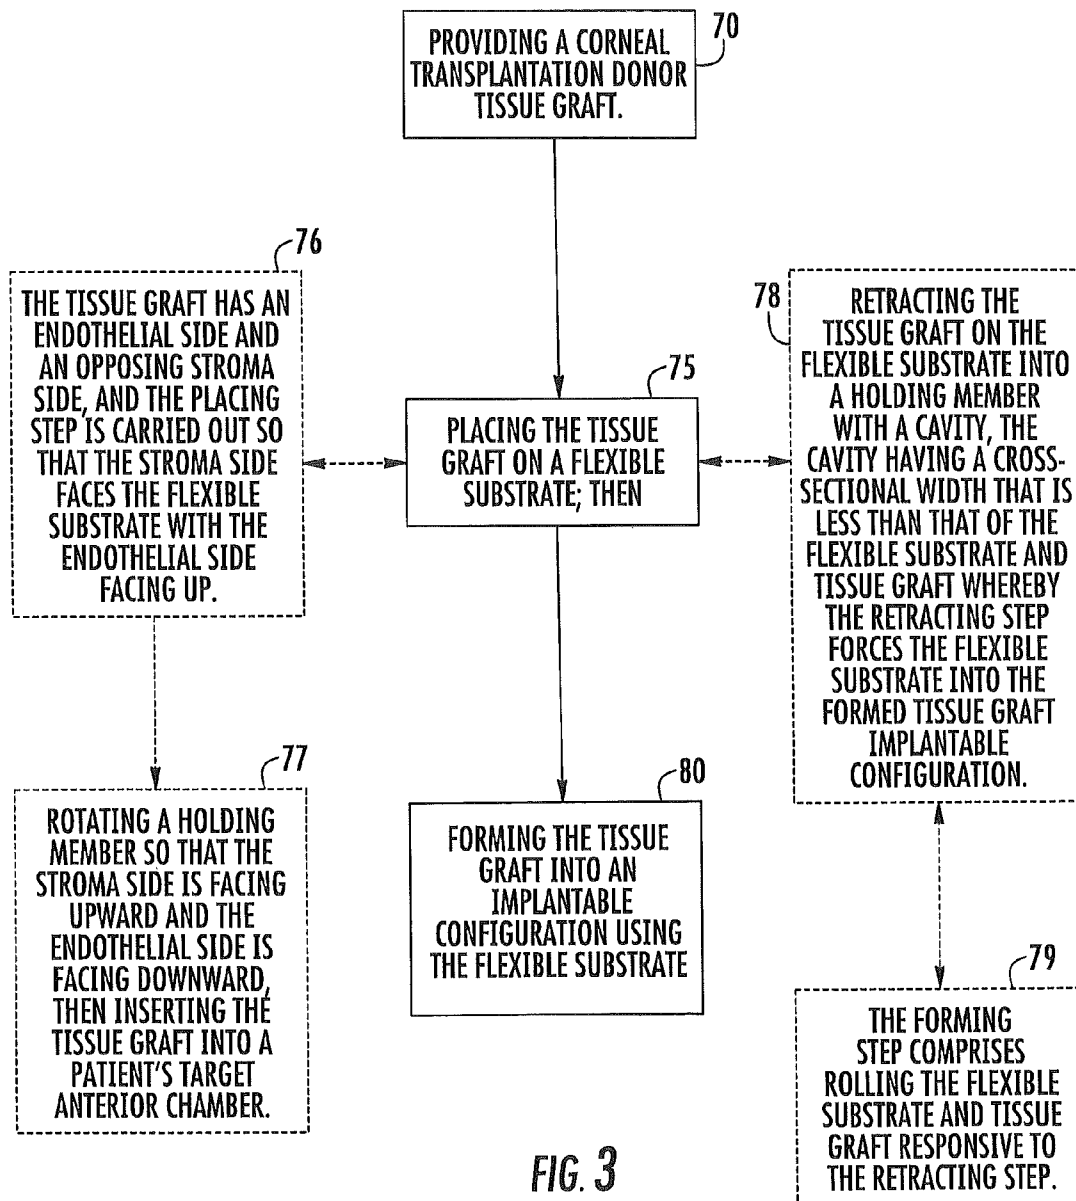 70
PROVIDING A CORNEAL
TRANSPLANTATION DONOR
TISSUE GRAFT.
76
THE TISSUE GRAFT HAS AN
ENDOTHELIAL SIDE AND
AN OPPOSING STROMA
SIDE, AND THE PLACING
STEP IS CARRIED OUT SO
THAT THE STROMA SIDE
FACES THE FLEXIBLE
SUBSTRATE WITH THE
ENDOTHELIAL SIDE
FACING UP.
75
PLACING THE TISSUE
GRAFT ON A FLEXIBLE
SUBSTRATE; THEN
78
RETRACTING THE
TISSUE GRAFT ON THE
FLEXIBLE SUBSTRATE INTO
A HOLDING MEMBER
WITH A CAVITY, THE
CAVITY HAVING A CROSS-
SECTIONAL WIDTH THAT IS
LESS THAN THAT OF THE
FLEXIBLE SUBSTRATE AND
TISSUE GRAFT WHEREBY
THE RETRACTING STEP
FORCES THE FLEXIBLE
SUBSTRATE INTO THE
FORMED TISSUE GRAFT
IMPLANTABLE
CONFIGURATION.
77
ROTATING A HOLDING
MEMBER SO THAT THE
STROMA SIDE IS FACING
UPWARD AND THE
ENDOTHELIAL SIDE IS
FACING DOWNWARD,
THEN INSERTING THE
TISSUE GRAFT INTO A
PATIENT'S TARGET
ANTERIOR CHAMBER.
80
FORMING THE TISSUE
GRAFT INTO AN
IMPLANTABLE
CONFIGURATION USING
THE FLEXIBLE SUBSTRATE
79
THE FORMING
STEP COMPRISES
ROLLING THE FLEXIBLE
SUBSTRATE AND TISSUE
GRAFT RESPONSIVE TO
THE RETRACTING STEP.
FIG. 3